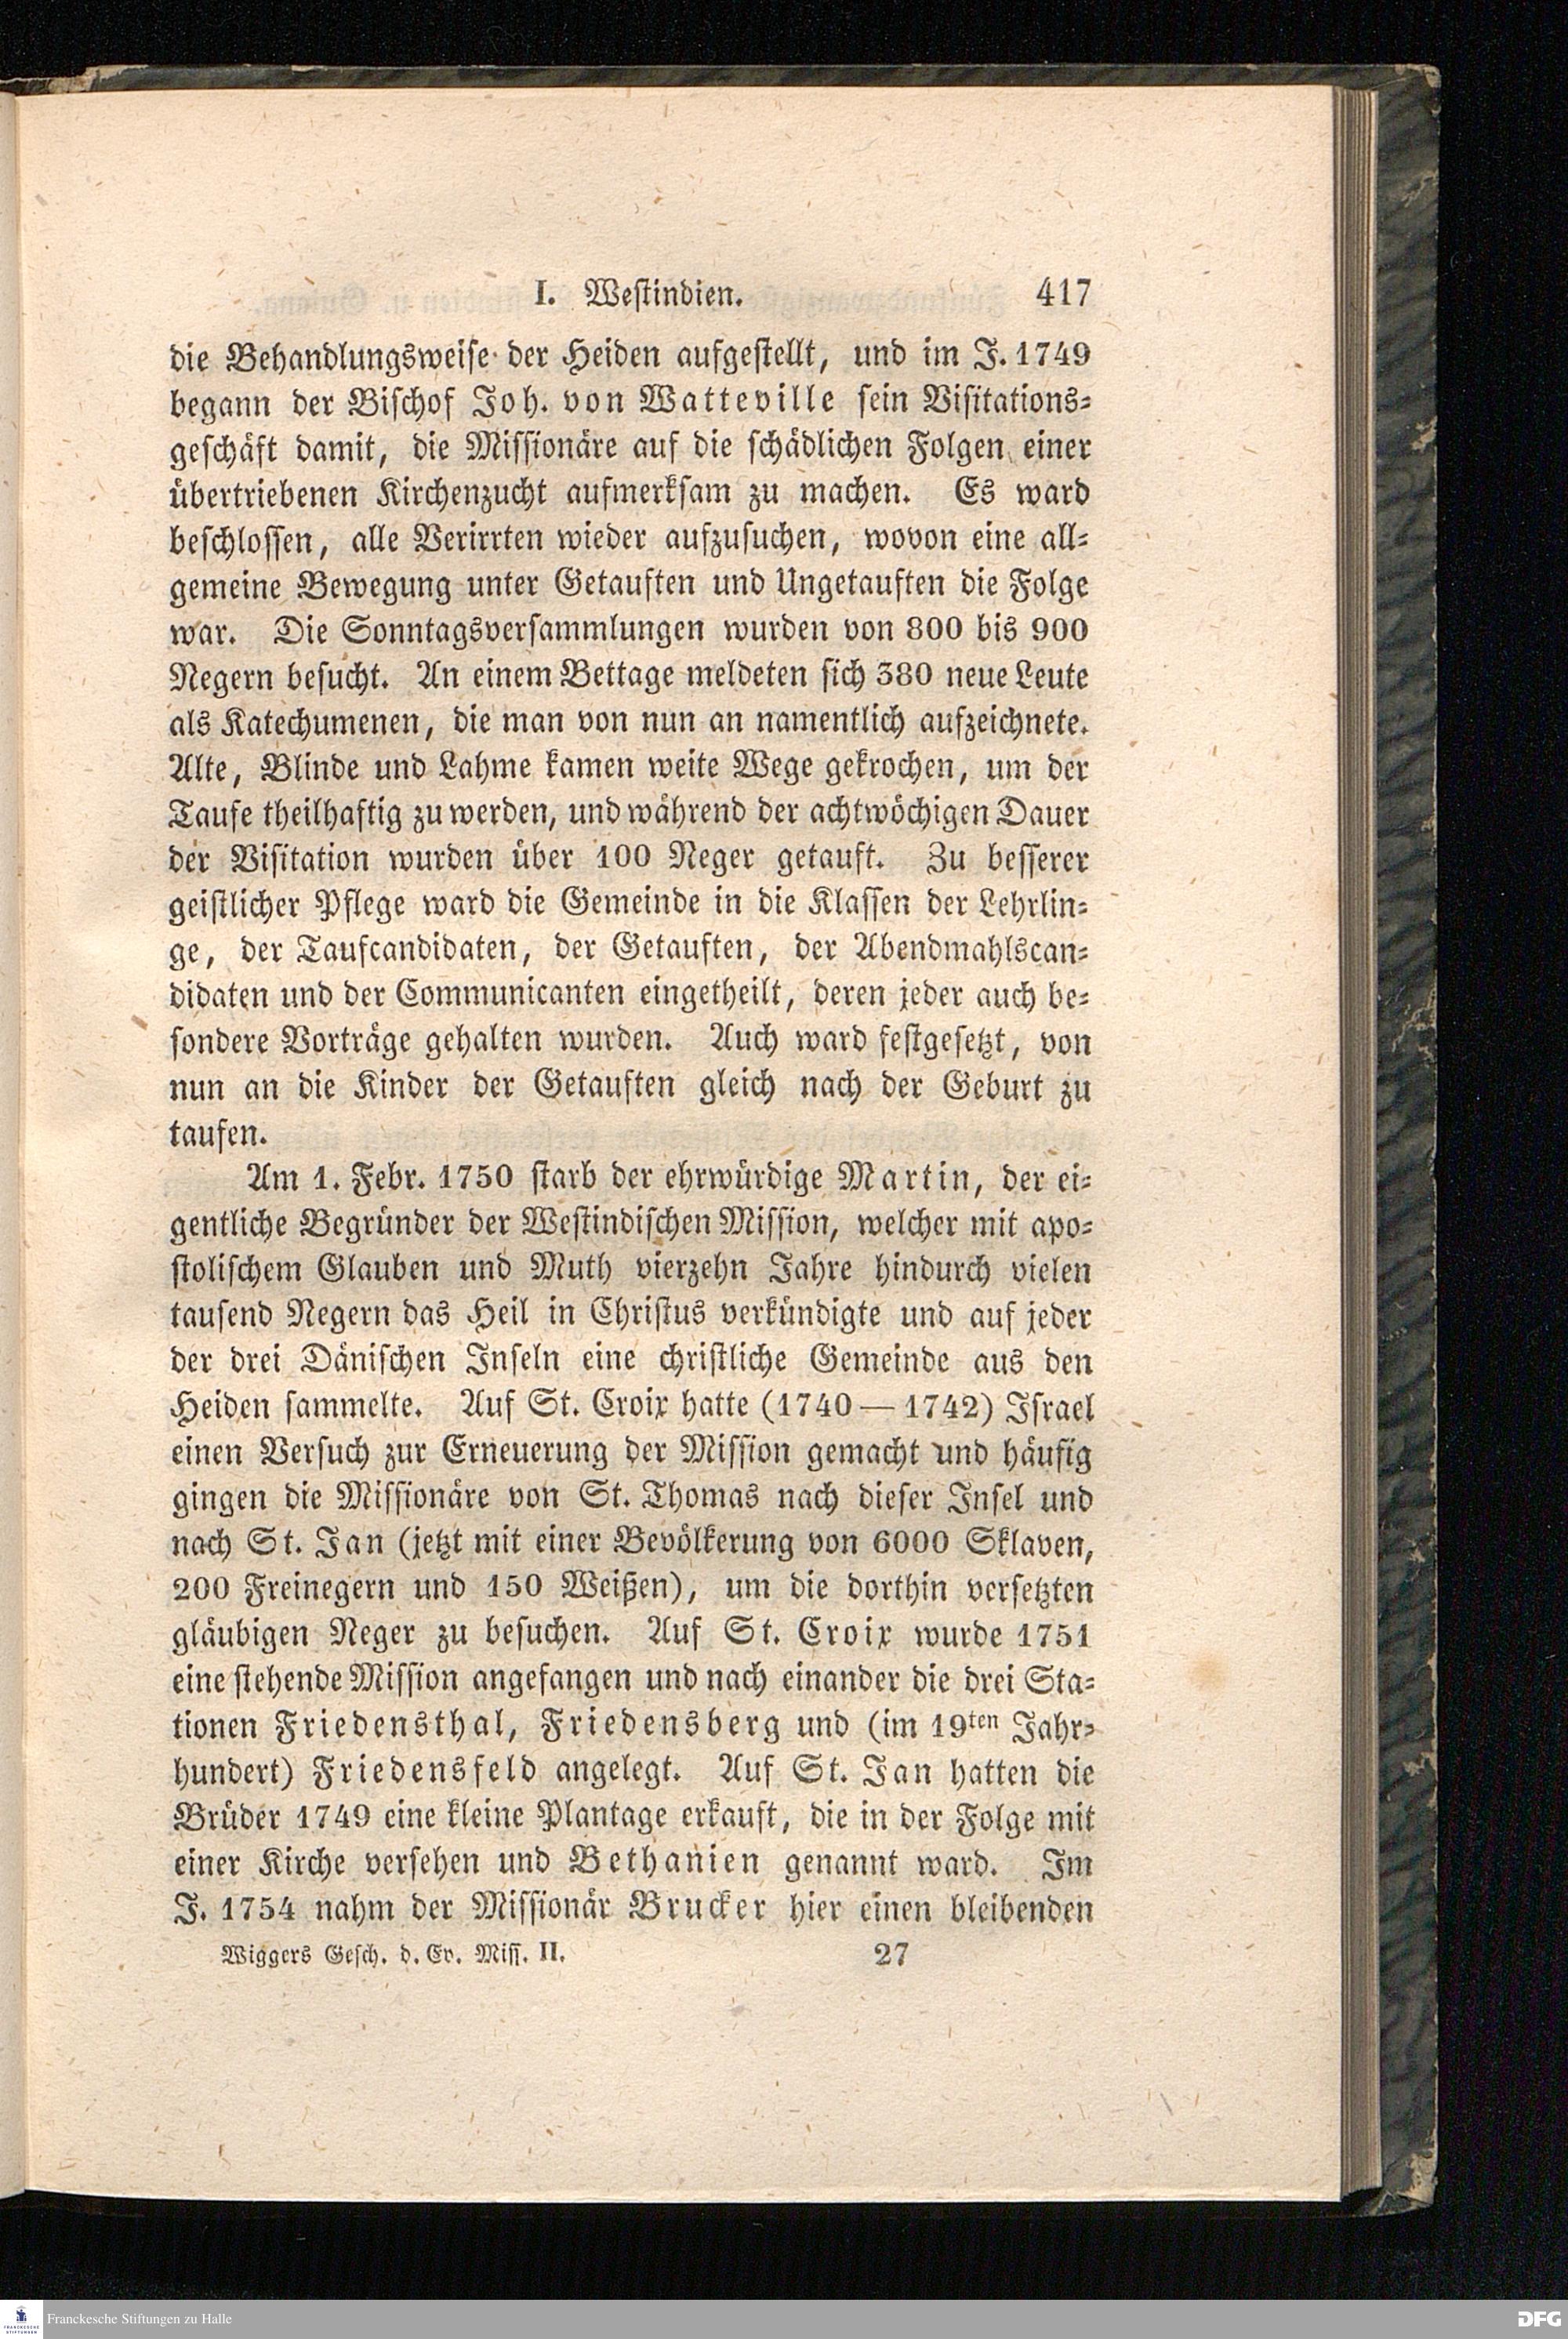 I. Westindien. 417
die Behandlungsweise der Heiden aufgestellt, und im J. 1749
begann der Bischof Joh. von Watteville sein Visitations-
geschäft damit, die Missionäre auf die schädlichen Folgen einer
übertriebenen Kirchenzucht aufmerksam zu machen. Es ward
beschlossen, alle Verirrten wieder aufzusuchen, wovon eine all-
gemeine Bewegung unter Getauften und Ungetauften die Folge
war. Die Sonntagsversammlungen wurden von 800 bis 900
Negern besucht. An einem Bettage meldeten sich 380 neue Leute
als Katechumenen, die man von nun an namentlich aufzeichnete.
Alte, Blinde und Lahme kamen weite Wege gekrochen, um der
Taufe theilhaftig zu werden, und während der achtwöchigen Dauer
der Visitation wurden über 100 Neger getauft. Zu besserer
geistlicher Pflege ward die Gemeinde in die Klassen der Lehrlin-
ge, der Taufcandidaten, der Getauften, der Abendmahlscan-
didaten und der Communicanten eingetheilt, deren jeder auch be-
sondere Vorträge gehalten wurden. Auch ward festgesetzt, von
nun an die Kinder der Getauften gleich nach der Geburt zu
taufen.
Am 1. Febr. 1750 starb der ehrwürdige Martin, der ei-
gentliche Begründer der Westindischen Mission, welcher mit apo-
stolischem Glauben und Muth vierzehn Jahre hindurch vielen
tausend Negern das Heil in Christus verkündigte und auf jeder
der drei Dänischen Inseln eine christliche Gemeinde aus den
Heiden sammelte. Auf St. Croix hatte (1740—1742) Israel
einen Versuch zur Erneuerung der Mission gemacht und häufig
gingen die Missionäre von St. Thomas nach dieser Insel und
nach St. Jan (jetzt mit einer Bevölkerung von 6000 Sklaven,
200 Freinegern und 150 Weißen), um die dorthin versetzten
gläubigen Neger zu besuchen. Auf St. Croix wurde 1751
eine stehende Mission angefangen und nach einander die drei Sta-
tionen Friedensthal, Friedensberg und (im 19ten Jahr-
hundert) Friedensfeld angelegt. Auf St. Jan hatten die
Brüder 1749 eine kleine Plantage erkauft, die in der Folge mit
einer Kirche versehen und Bethanien genannt ward. Im
J. 1754 nahm der Missionär Brucker hier einen bleibenden
Wiggers Gesch. d. Ev. Miss. II. 27
FRANCKESCHE STIFTUNGEN
Franckesche Stiftungen zu Halle
DFG